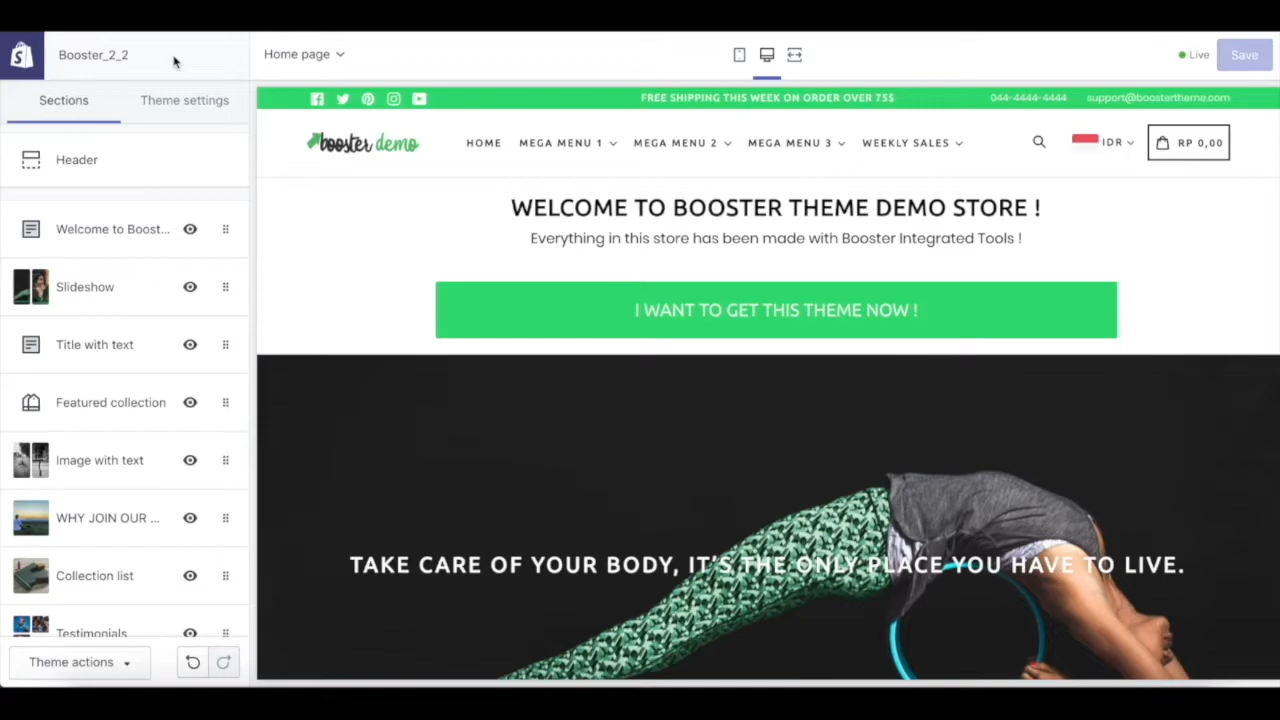 Booster_2_2
Home page
Live
Save
Sections
Theme settings
Header
Welcome to Boost...
Slideshow
Title with text
Featured collection
Image with text
WHY JOIN OUR ...
Collection list
Testimonials
Theme actions
FREE SHIPPING THIS WEEK ON ORDER OVER 75$
044-4444-4444
support@boostertheme.com
booster demo
HOME
MEGA MENU 1
MEGA MENU 2
MEGA MENU 3
WEEKLY SALES
IDR
RP 0,00
WELCOME TO BOOSTER THEME DEMO STORE !
Everything in this store has been made with Booster Integrated Tools !
I WANT TO GET THIS THEME NOW !
TAKE CARE OF YOUR BODY, IT'S THE ONLY PLACE YOU HAVE TO LIVE.